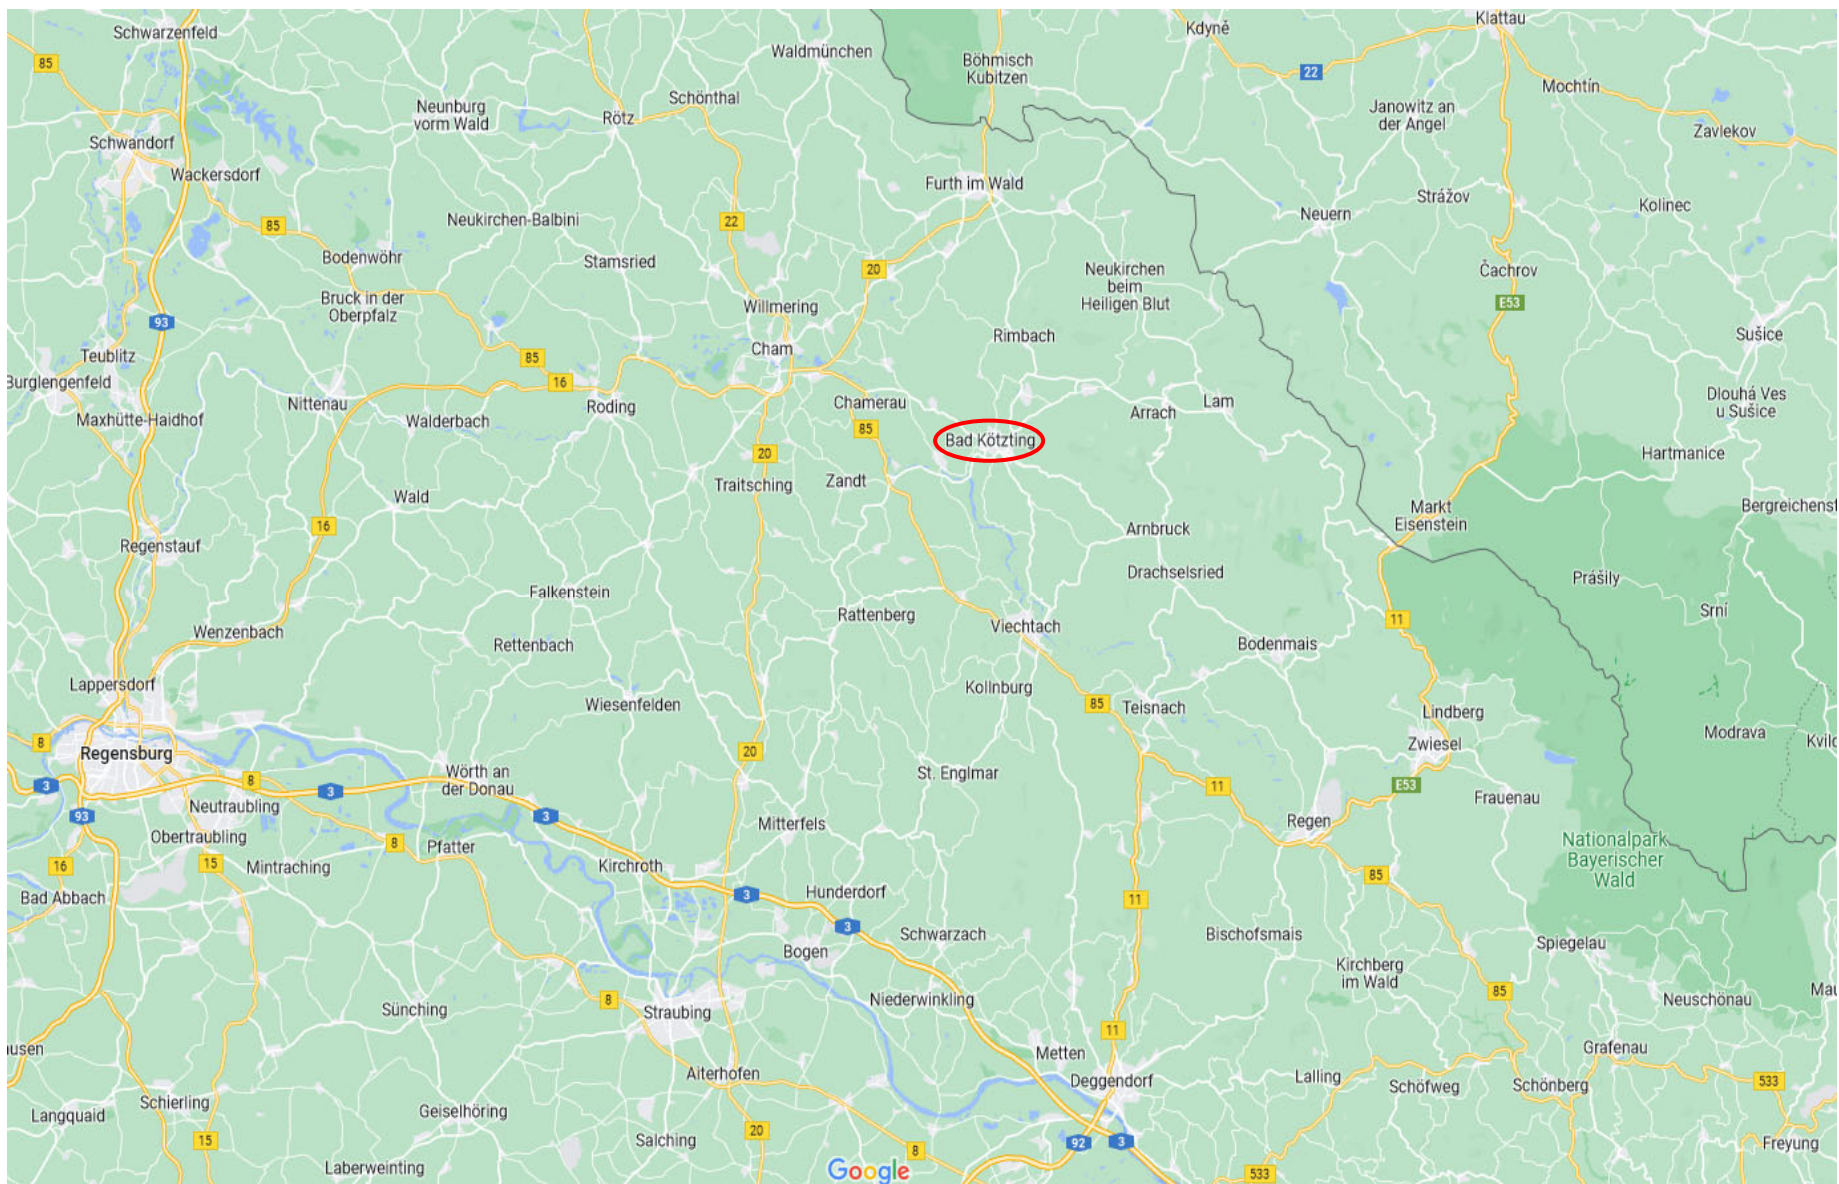 Schwarzenfeld
Klattau
Kdyně
Waldmünchen
Böhmisch
Kubitzen
85
22
Mochtín
Schönthal
Neunburg
vorm Wald
Rötz
Janowitz an
der Angel
Zavlekov
Schwandorf
Wackersdorf
Furth im Wald
Strážov
Kolinec
Neuern
Neukirchen-Balbini
22
85
Bodenwöhr
Stamsried
20
Neukirchen
beim
Heiligen Blut
Čachrov
Bruck in der
Oberpfalz
Willmering
E53
93
Rimbach
Sušice
Teublitz
Cham
85
Burglengenfeld
16
Dlouhá Ves
u Sušice
Nittenau
Roding
Chamerau
Lam
Arrach
Maxhütte-Haidhof
Walderbach
85
Bad Kötzting
20
Hartmanice
Traitsching
Zandt
Wald
Bergreichenst
Markt
Eisenstein
16
Arnbruck
Regenstauf
Drachselsried
Prášily
Falkenstein
Srní
Rattenberg
11
Wenzenbach
Viechtach
Rettenbach
Bodenmais
Lappersdorf
Kollnburg
Wiesenfelden
85
Teisnach
Lindberg
Modrava
Kvild
8
Regensburg
Zwiesel
20
St. Englmar
Wörth an
der Donau
8
3
3
11
E53
Frauenau
Neutraubling
93
3
Regen
Mitterfels
Obertraubling
Nationalpark
Bayerischer
Wald
8
Pfatter
16
15
Mintraching
Kirchroth
85
Bad Abbach
3
Hunderdorf
11
3
Schwarzach
Bischofsmais
Bogen
Spiegelau
Kirchberg
im Wald
8
Niederwinkling
85
Neuschönau
Mau
Sünching
Straubing
11
ausen
Metten
Grafenau
Aiterhofen
Deggendorf
Lalling
Schöfweg
Schönberg
533
Schierling
Langquaid
Geiselhöring
15
Salching
20
92
3
Freyung
8
Laberweinting
Google
533